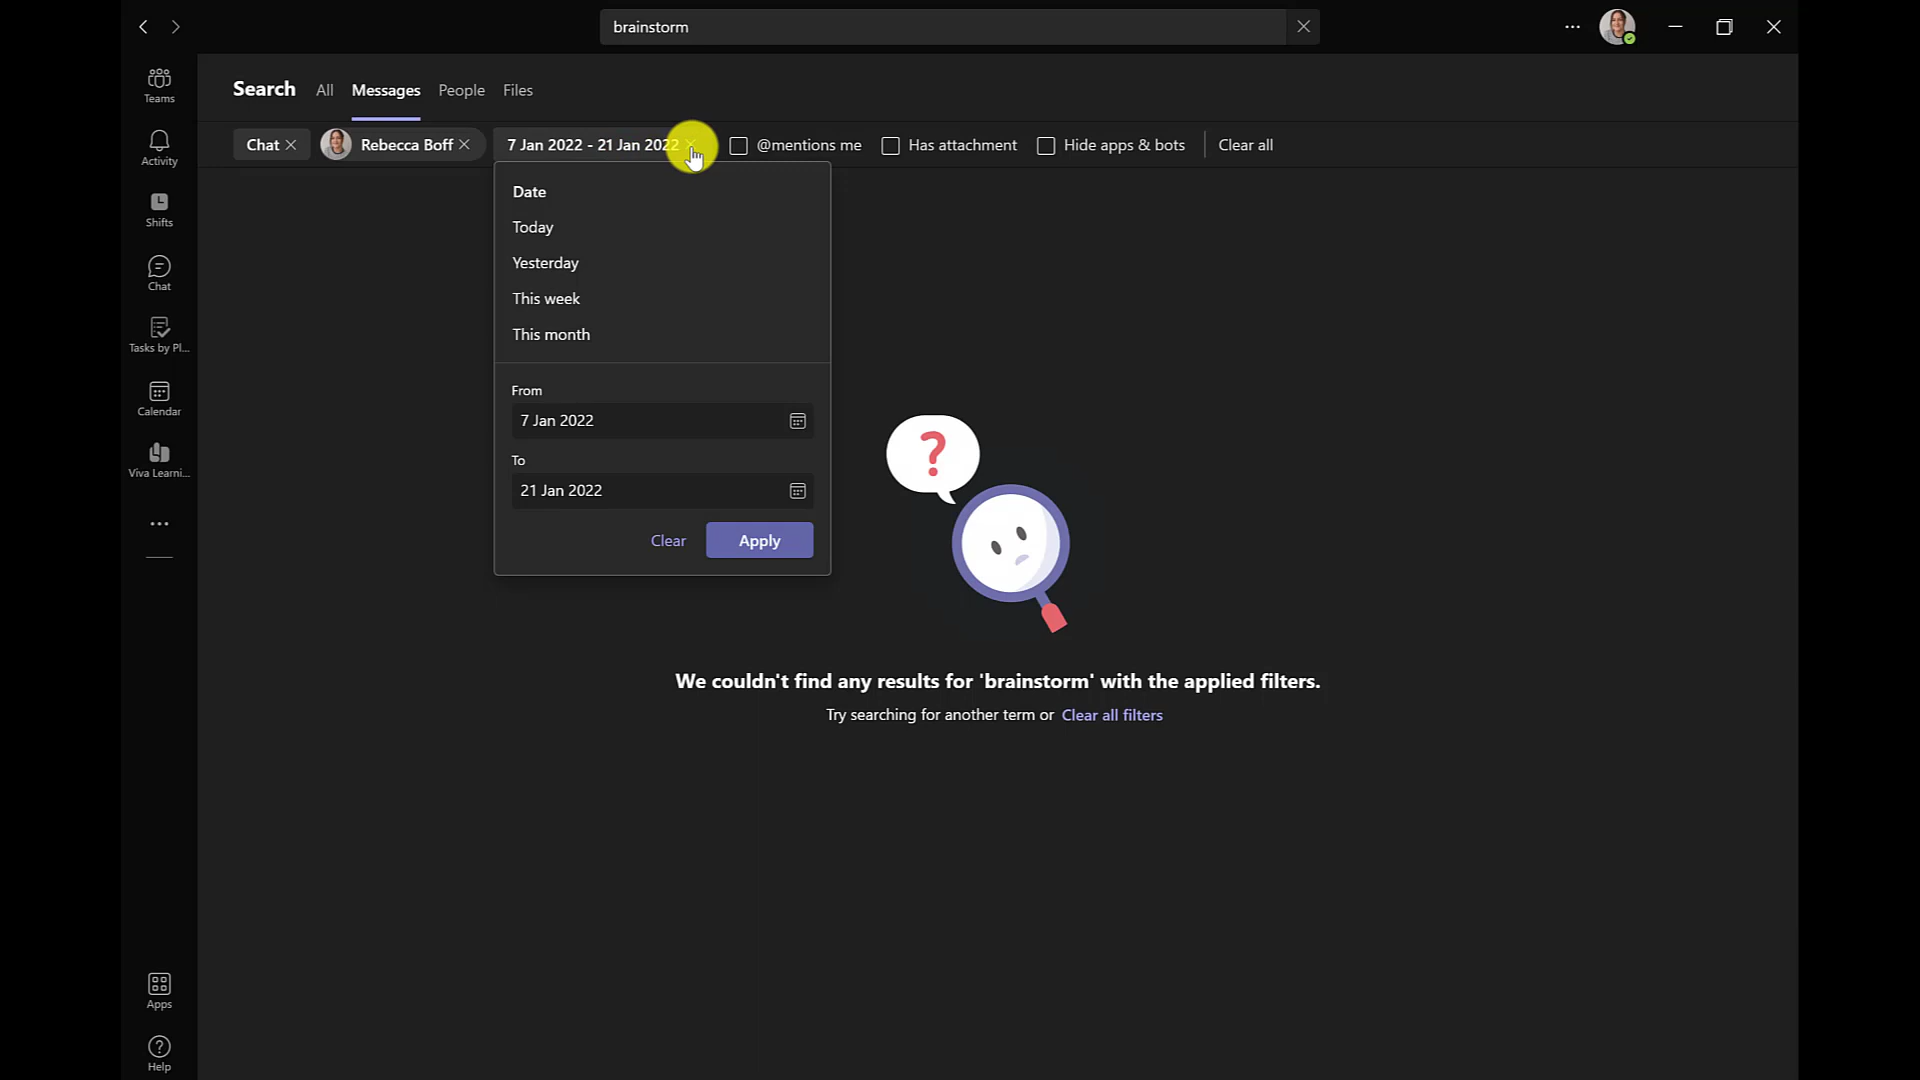 brainstorm
Teams
Activity
Shifts
Chat
Tasks by Pl...
Calendar
Viva Learni...
Apps
Help
Search All Messages People Files
Chat Rebecca Boff 7 Jan 2022 - 21 Jan 2022 @mentions me Has attachment Hide apps & bots Clear all
Date
Today
Yesterday
This week
This month
From
7 Jan 2022
To
21 Jan 2022
Clear Apply
?
We couldn't find any results for 'brainstorm' with the applied filters.
Try searching for another term or Clear all filters